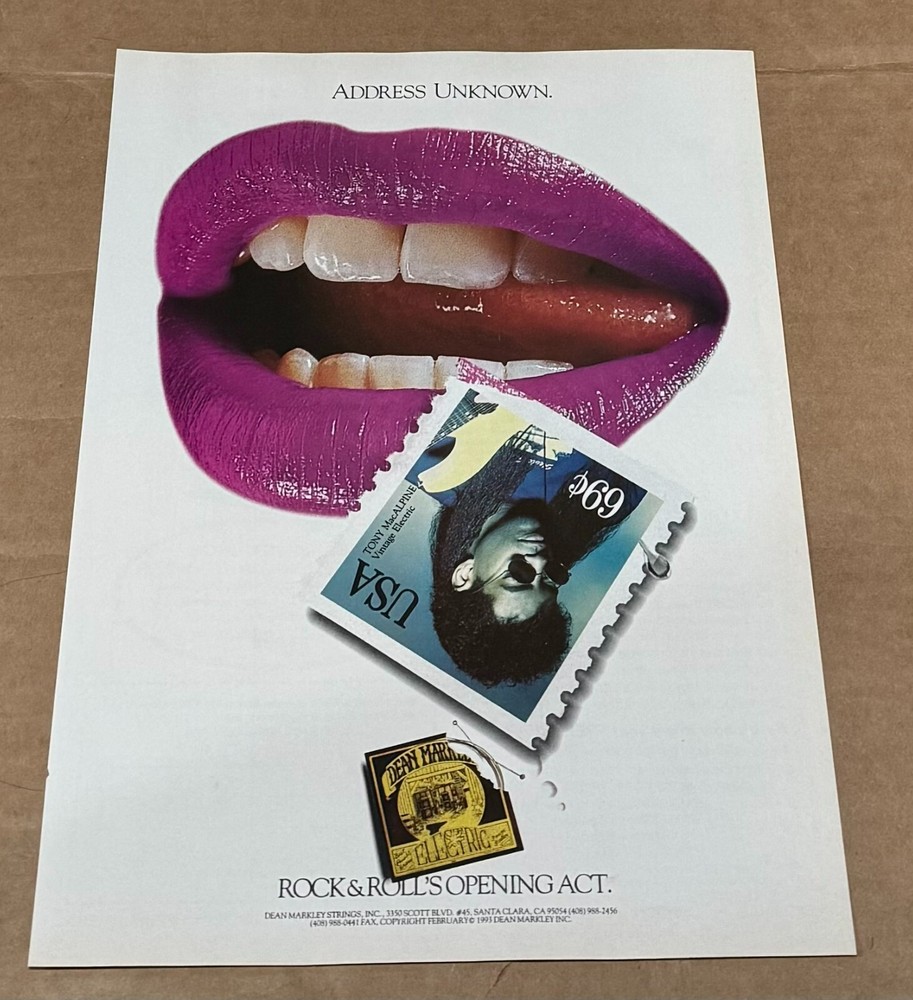 ADDRESS UNKNOWN.
69¢
TONY MacALPINE
Vintage Electric
USA
DEAN MARKLEY
ELECTRIC
ROCK & ROLL'S OPENING ACT.
DEAN MARKLEY STRINGS, INC., 3350 SCOTT BLVD. #45, SANTA CLARA, CA 95054 (408) 988-2456
(408) 988-0441 FAX, COPYRIGHT FEBRUARY © 1993 DEAN MARKLEY INC.